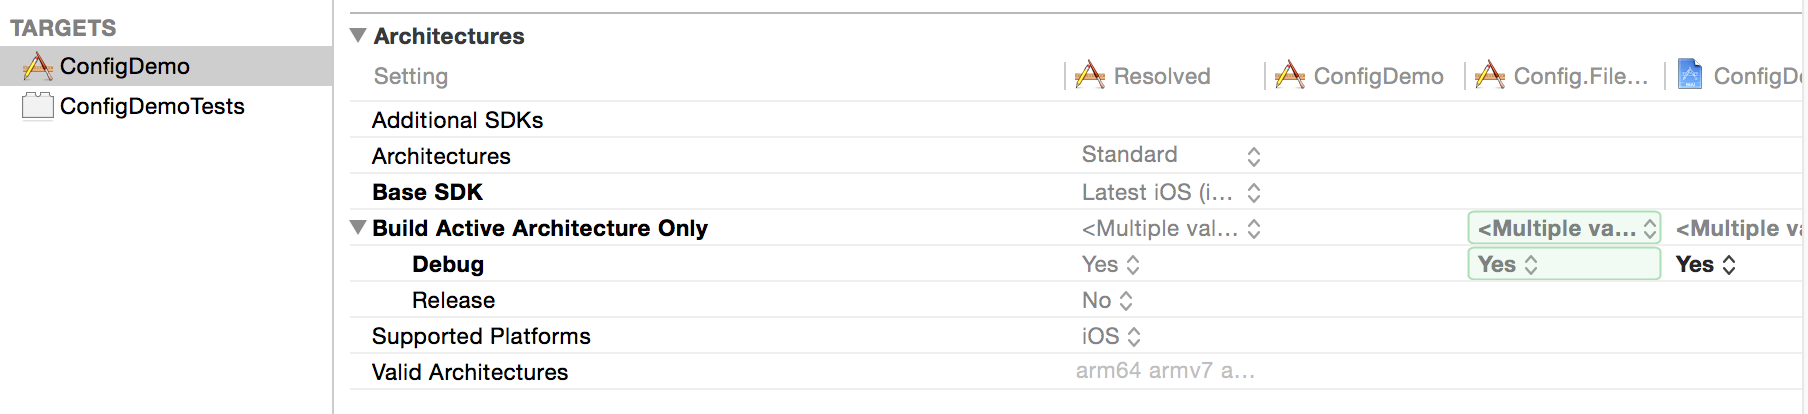 TARGETS
ConfigDemo
ConfigDemoTests
Architectures
Setting Resolved ConfigDemo Config.File... ConfigD
Additional SDKs
Architectures Standard
Base SDK Latest iOS (i...
Build Active Architecture Only <Multiple val... <Multiple va... <Multiple v
Debug Yes Yes Yes
Release No
Supported Platforms iOS
Valid Architectures arm64 armv7 a...